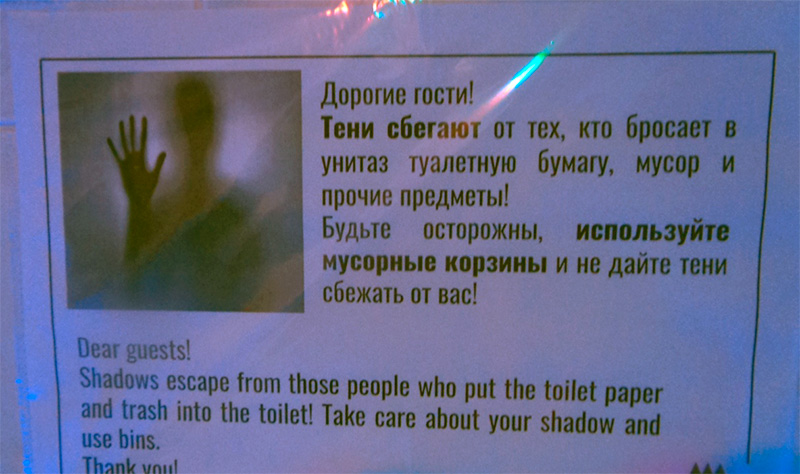 Дорогие гости!
Тени сбегают от тех, кто бросает в
унитаз туалетную бумагу, мусор и
прочие предметы!
Будьте осторожны, используйте
мусорные корзины и не дайте тени
сбежать от вас!
Dear guests!
Shadows escape from those people who put the toilet paper
and trash into the toilet! Take care about your shadow and
use bins.
Thank you!